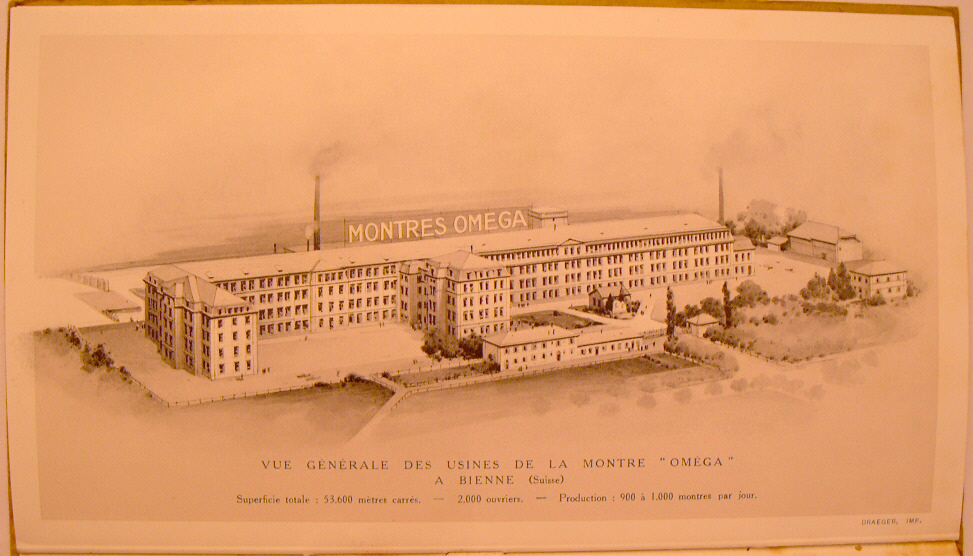 MONTRES OMEGA
VUE GÉNÉRALE DES USINES DE LA MONTRE "OMÉGA"
A BIENNE (Suisse)
Superficie totale : 53.600 mètres carrés. — 2.000 ouvriers. — Production : 900 à 1.000 montres par jour.
DRAEGER, IMP.